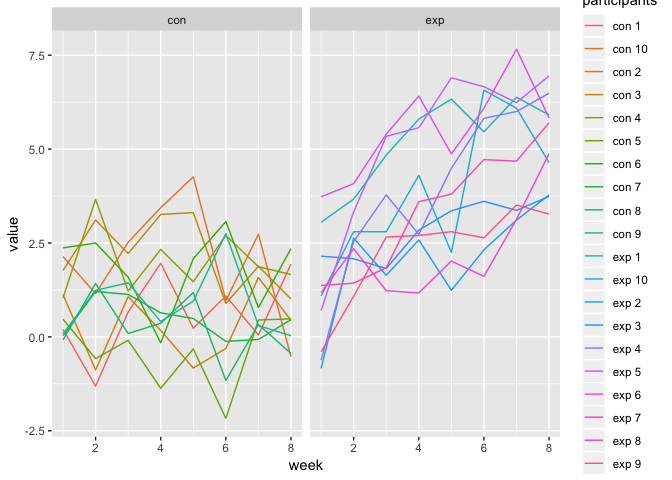 participants
con
exp
con 1
con 10
con 2
con 3
con 4
con 5
con 6
con 7
con 8
con 9
exp 1
exp 10
exp 2
exp 3
exp 4
exp 5
exp 6
exp 7
exp 8
exp 9
7.5
5.0
2.5
0.0
-2.5
value
2 4 6 8 2 4 6 8
week